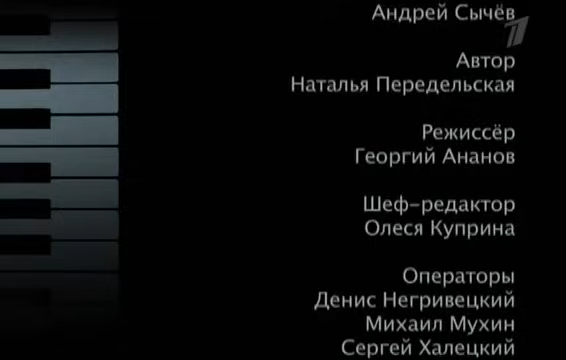 Андрей Сычёв
Автор
Наталья Передельская
Режиссёр
Георгий Ананов
Шеф-редактор
Олеся Куприна
Операторы
Денис Негривецкий
Михаил Мухин
Сергей Халецкий